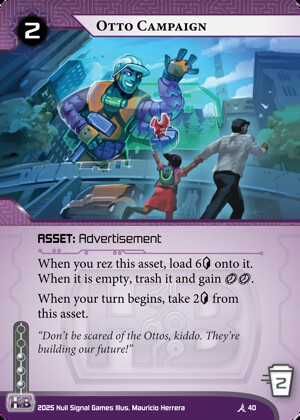 2
Otto Campaign
ASSET: Advertisement
When you rez this asset, load 6 onto it.
When it is empty, trash it and gain .
When your turn begins, take 2 from
this asset.
“Don’t be scared of the Ottos, kiddo. They’re
building our future!”
2
HB
2025 Null Signal Games Illus. Mauricio Herrera
40